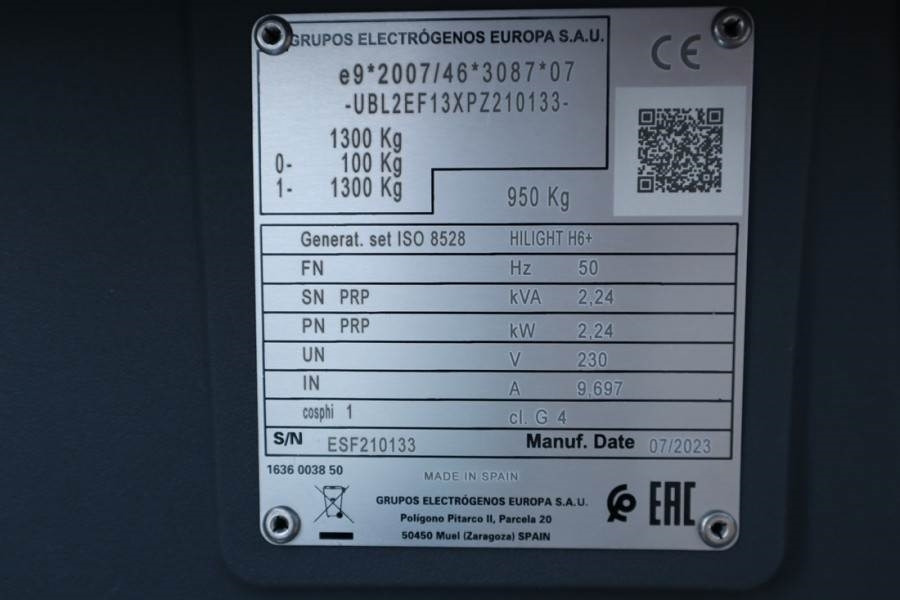 GRUPOS ELECTRÓGENOS EUROPA S.A.U.
CE
e9*2007/46*3087*07
-UBL2EF13XPZ210133-
1300 Kg
0- 100 Kg
1- 1300 Kg
950 Kg
Generat. set ISO 8528 HILIGHT H6+
FN Hz 50
SN PRP kVA 2,24
PN PRP kW 2,24
UN V 230
IN A 9,697
cosphi 1 cl. G 4
S/N ESF210133 Manuf. Date 07/2023
1636 0038 50
MADE IN SPAIN
GRUPOS ELECTRÓGENOS EUROPA S.A.U.
Polígono Pitarco II, Parcela 20
50450 Muel (Zaragoza) SPAIN
EAC